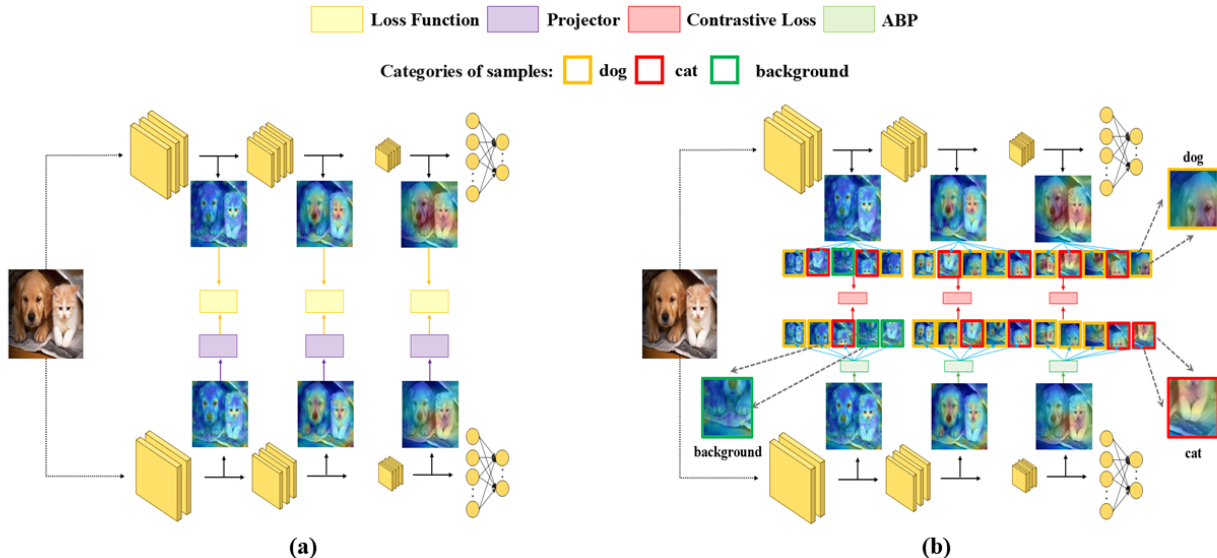 Loss Function Projector Contrastive Loss ABP
Categories of samples: dog cat background
dog
background
cat
(a) (b)